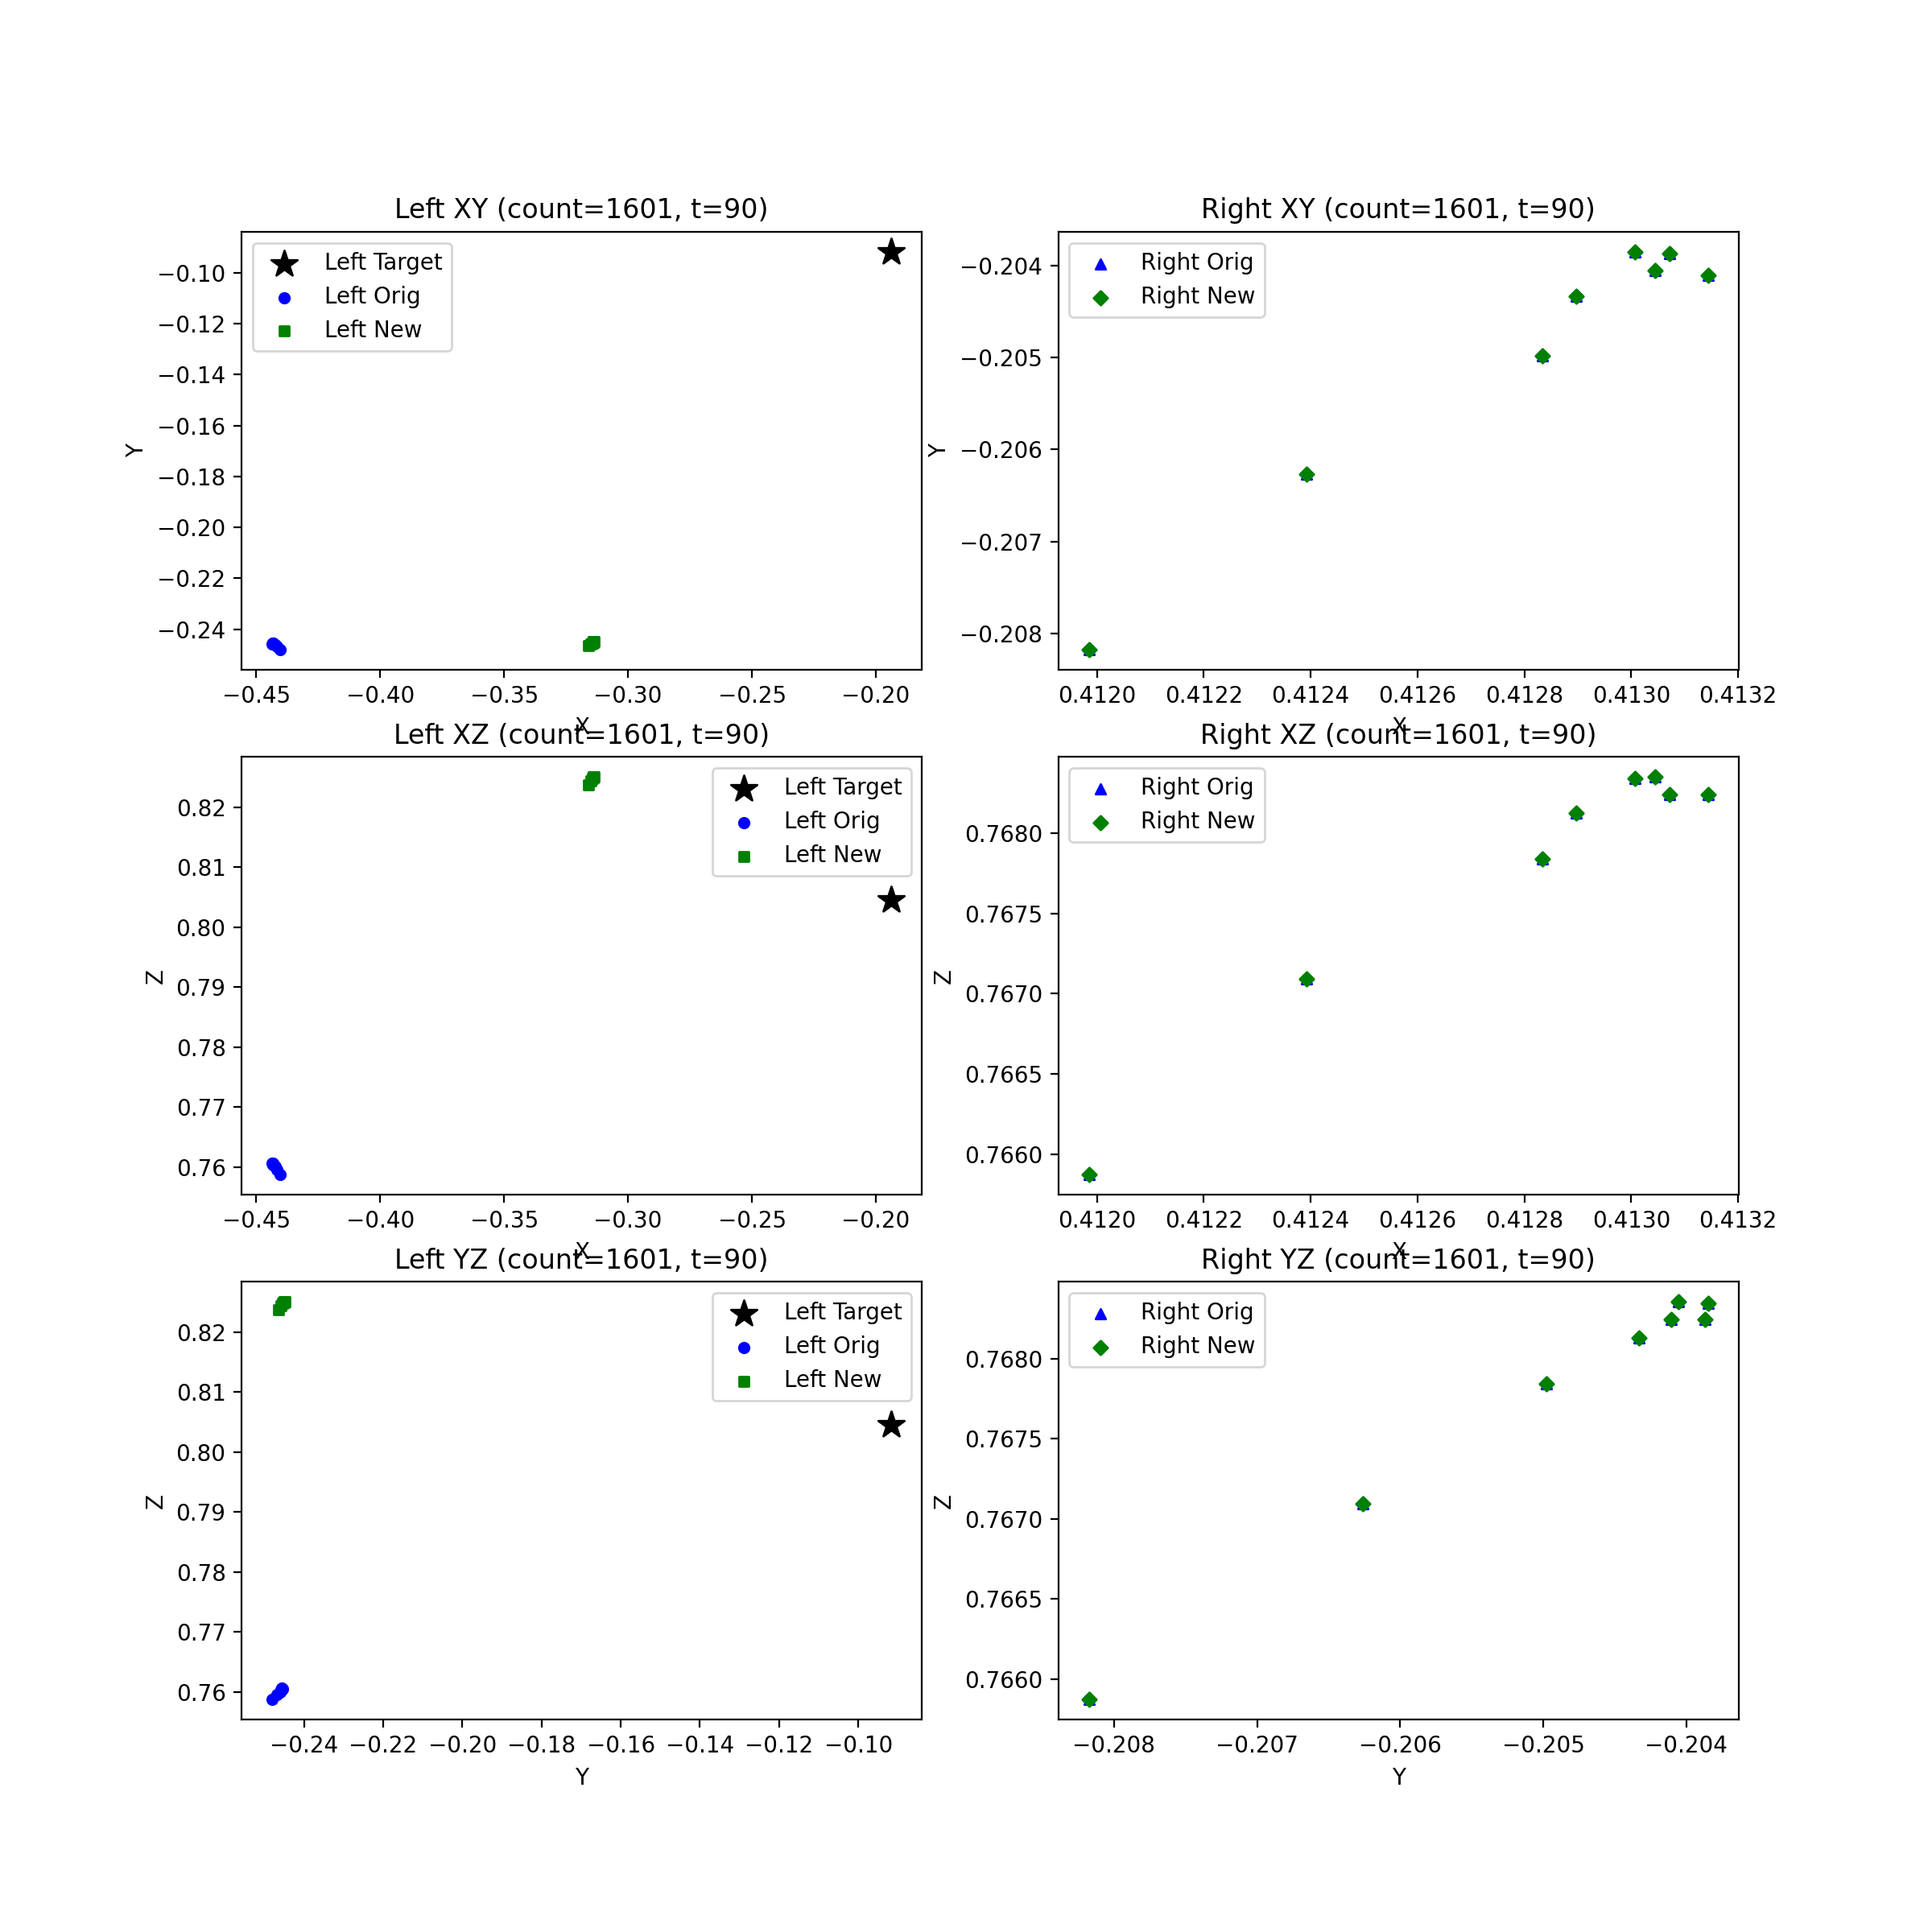 Left XY (count=1601, t=90)
Left Target
Left Orig
Left New
−0.10
−0.12
−0.14
−0.16
−0.18
−0.20
−0.22
−0.24
Y
−0.45 −0.40 −0.35 −0.30 −0.25 −0.20
X
Right XY (count=1601, t=90)
Right Orig
Right New
−0.204
−0.205
−0.206
−0.207
−0.208
Y
0.4120 0.4122 0.4124 0.4126 0.4128 0.4130 0.4132
X
Left XZ (count=1601, t=90)
Left Target
Left Orig
Left New
0.82
0.81
0.80
0.79
0.78
0.77
0.76
Z
−0.45 −0.40 −0.35 −0.30 −0.25 −0.20
X
Right XZ (count=1601, t=90)
Right Orig
Right New
0.7680
0.7675
0.7670
0.7665
0.7660
Z
0.4120 0.4122 0.4124 0.4126 0.4128 0.4130 0.4132
X
Left YZ (count=1601, t=90)
Left Target
Left Orig
Left New
0.82
0.81
0.80
0.79
0.78
0.77
0.76
Z
−0.24 −0.22 −0.20 −0.18 −0.16 −0.14 −0.12 −0.10
Y
Right YZ (count=1601, t=90)
Right Orig
Right New
0.7680
0.7675
0.7670
0.7665
0.7660
Z
−0.208 −0.207 −0.206 −0.205 −0.204
Y